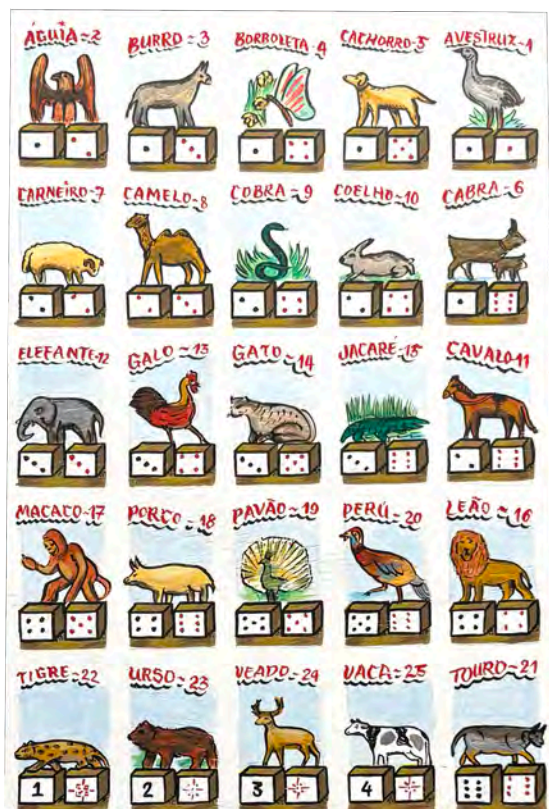 ÁGUIA=2
BURRO=3
BORBOLETA-4
CACHORRO-5
AVESTRUZ-1
CARNEIRO-7
CAMELO-8
COBRA-9
COELHO-10
CABRA-6
ELEFANTE-12
GALO-13
GATO-14
JACARÉ-15
CAVALO-11
MACACO-17
PORCO-18
PAVÃO-19
PERÚ-20
LEÃO-16
TIGRE-22
URSO-23
VEADO-24
VACA-25
TOURO-21
1
2
3
4